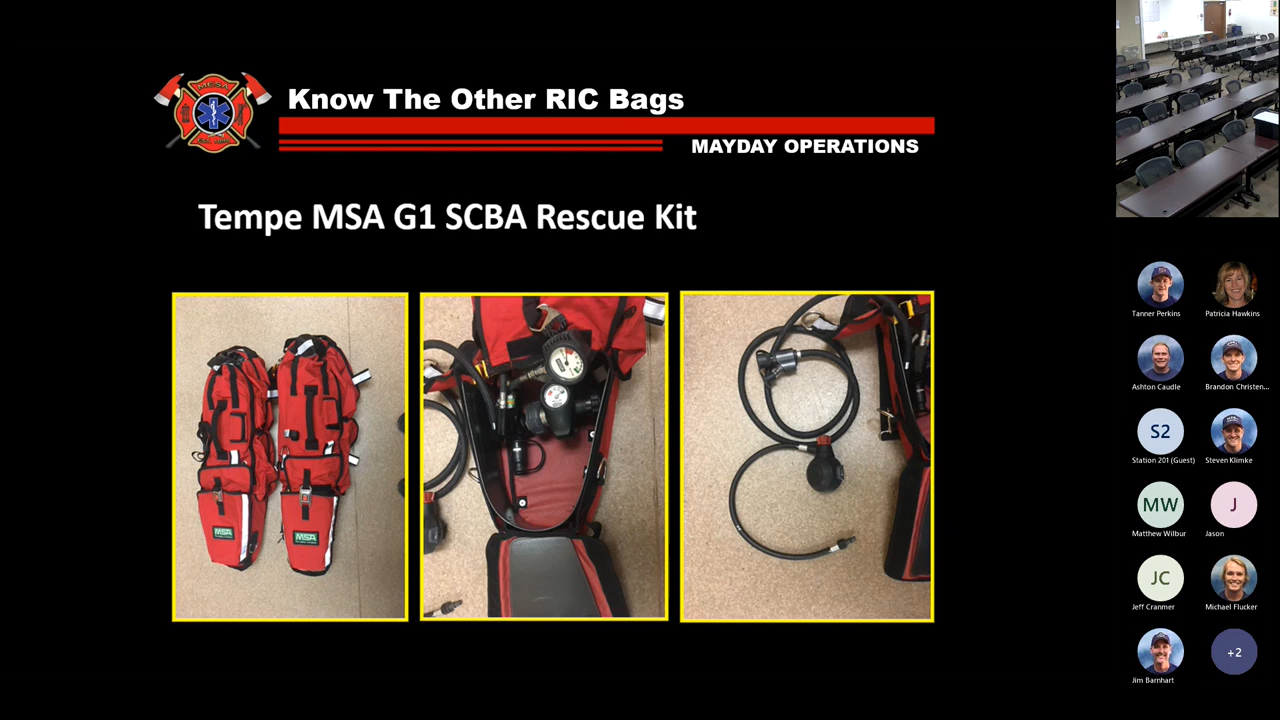 Know The Other RIC Bags
MAYDAY OPERATIONS
Tempe MSA G1 SCBA Rescue Kit
MESA
MSA
MSA
Tanner Perkins
Patricia Hawkins
Ashton Caudle
Brandon Christen...
S2
Station 201 (Guest)
Steven Klimke
MW
Matthew Wilbur
J
Jason
JC
Jeff Cranmer
Michael Flucker
Jim Barnhart
+2